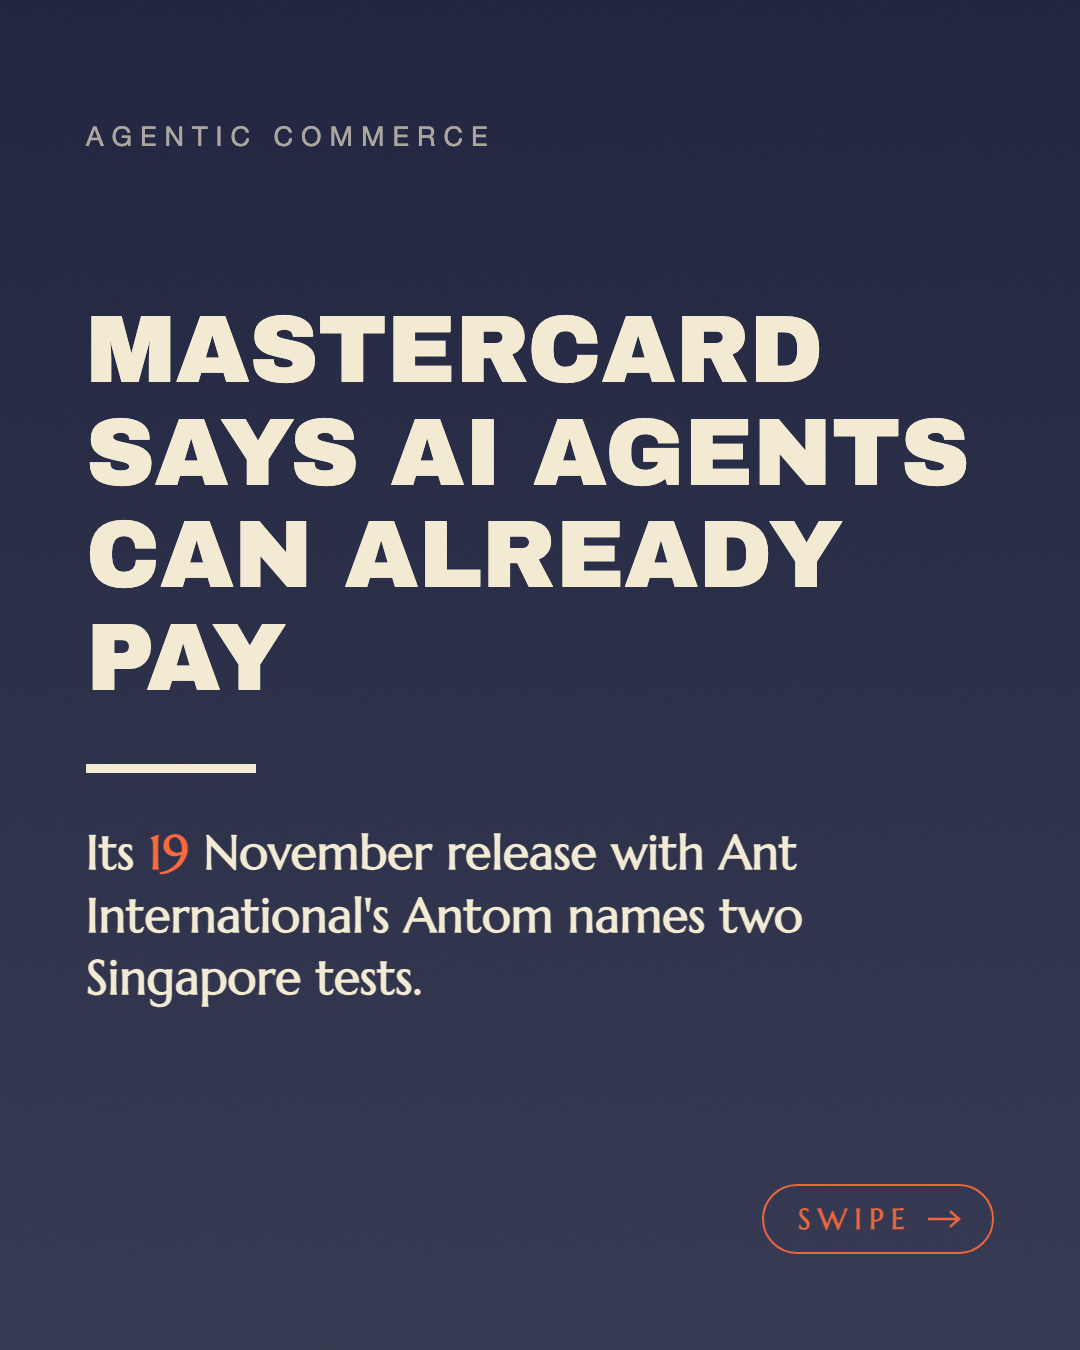 AGENTIC COMMERCE
MASTERCARD
SAYS AI AGENTS
CAN ALREADY
PAY
Its 19 November release with Ant
International's Antom names two
Singapore tests.
SWIPE →